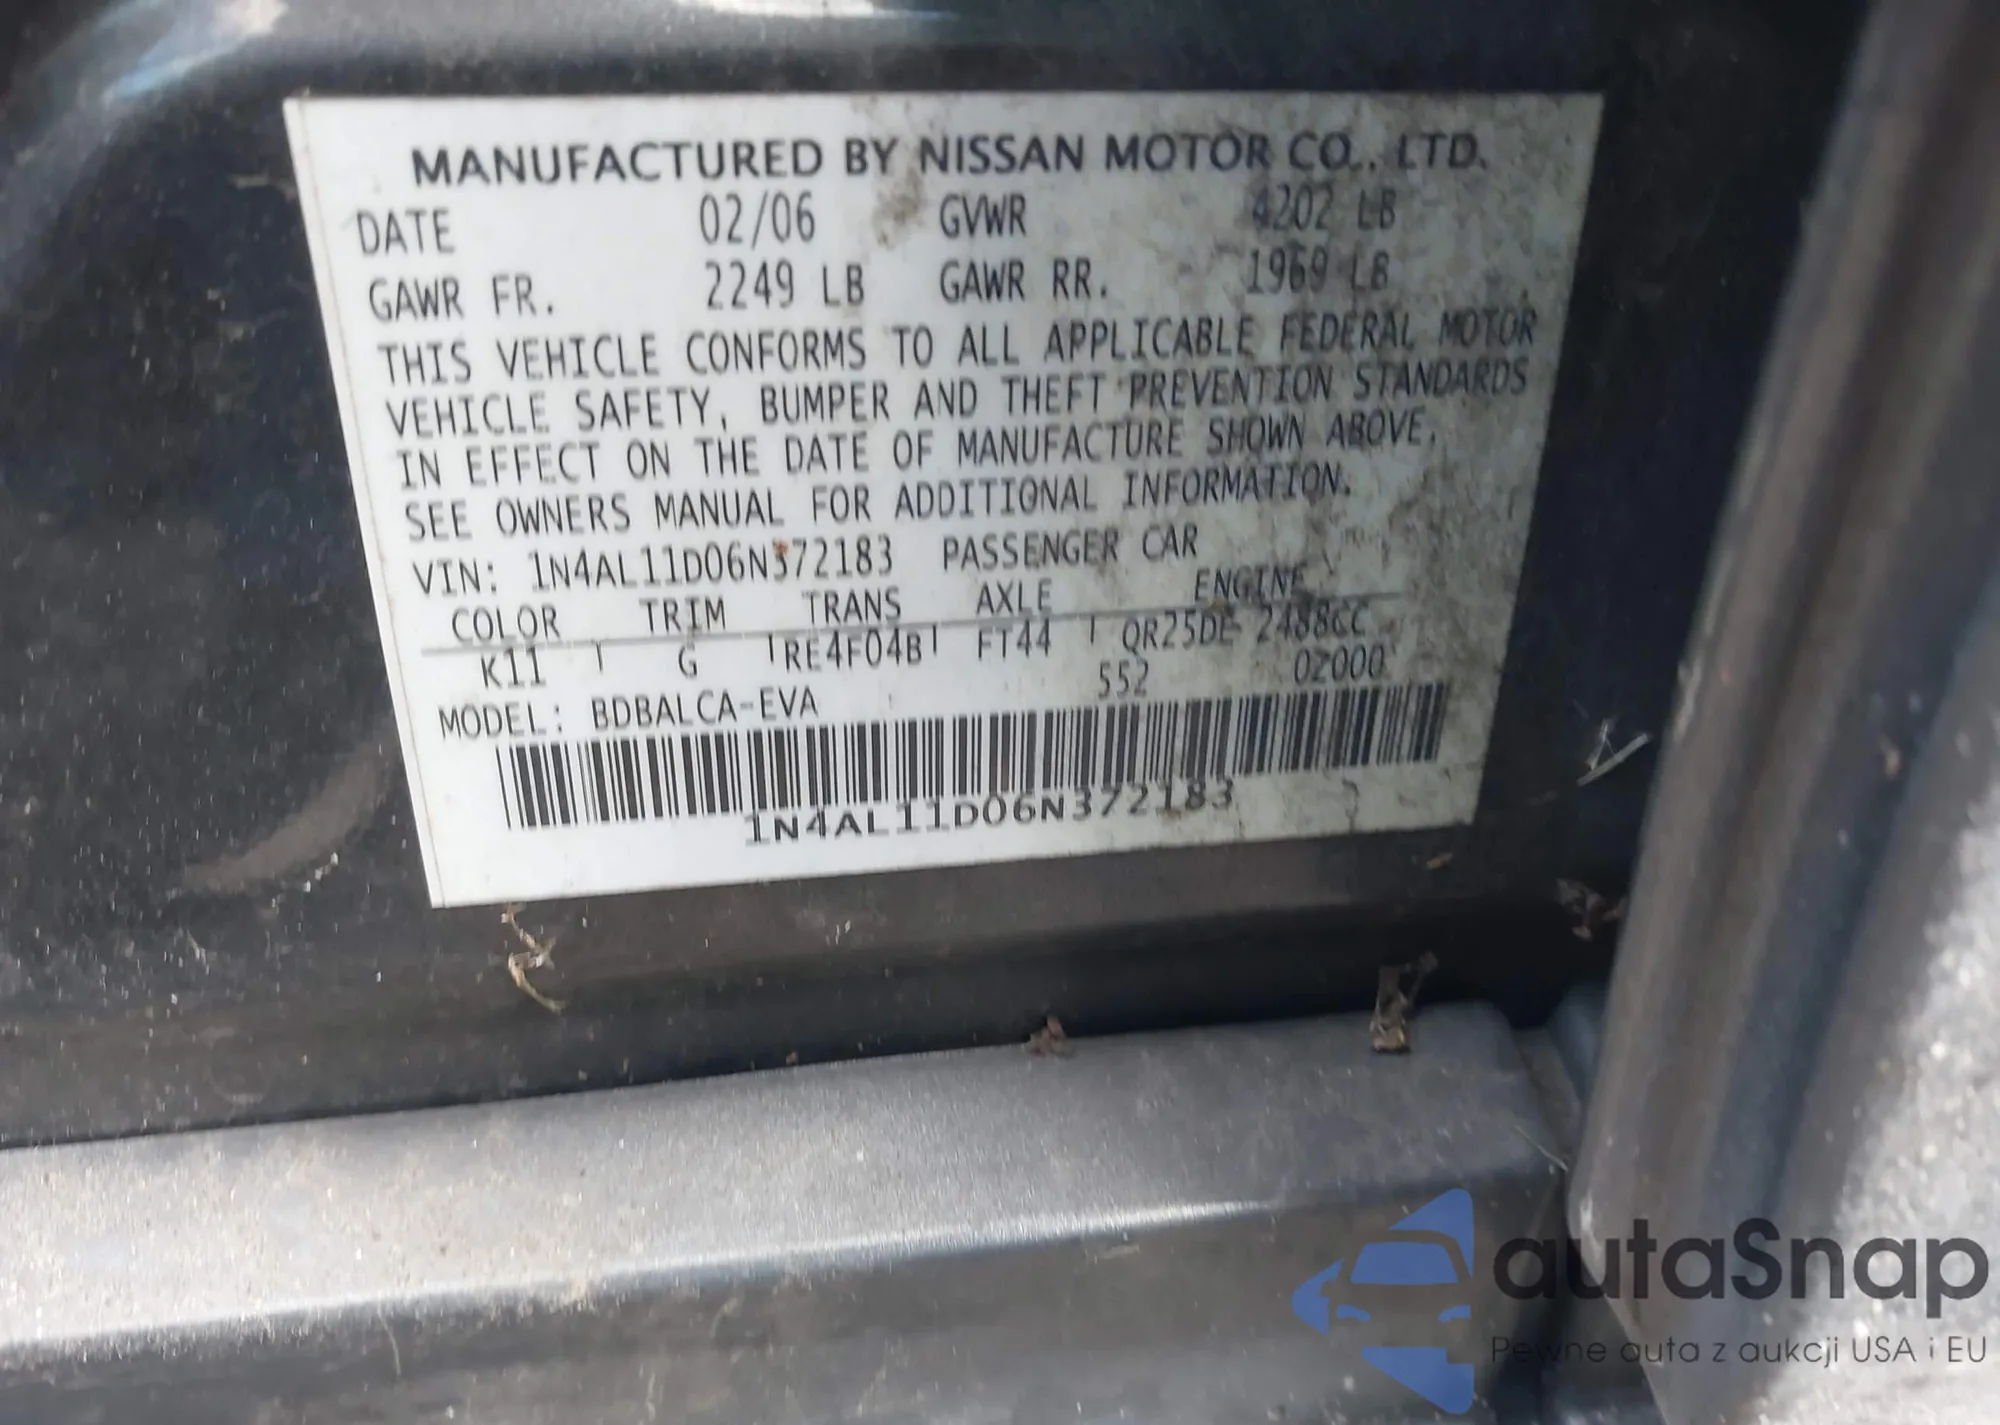 MANUFACTURED BY NISSAN MOTOR CO., LTD.
DATE 02/06 GVWR 4202 LB
GAWR FR. 2249 LB GAWR RR. 1969 LB
THIS VEHICLE CONFORMS TO ALL APPLICABLE FEDERAL MOTOR
VEHICLE SAFETY, BUMPER AND THEFT PREVENTION STANDARDS
IN EFFECT ON THE DATE OF MANUFACTURE SHOWN ABOVE.
SEE OWNERS MANUAL FOR ADDITIONAL INFORMATION.
VIN: 1N4AL11D06N372183 PASSENGER CAR
COLOR TRIM TRANS AXLE ENGINE
K11 G RE4F04B FT44 QR25DE 2488CC
MODEL: BDBALCA-EVA 552 0Z000
1N4AL11D06N372183
autaSnap
Pewne auta z aukcji USA i EU